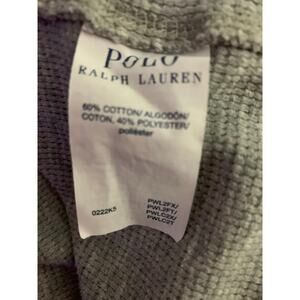 POLO
RALPH LAUREN
60% COTTON/ ALGODÓN/
COTON, 40% POLYESTER/
poliéster
0222K5
PWL2FX/
PWL2FT/
PWLC2X/
PWLC2T